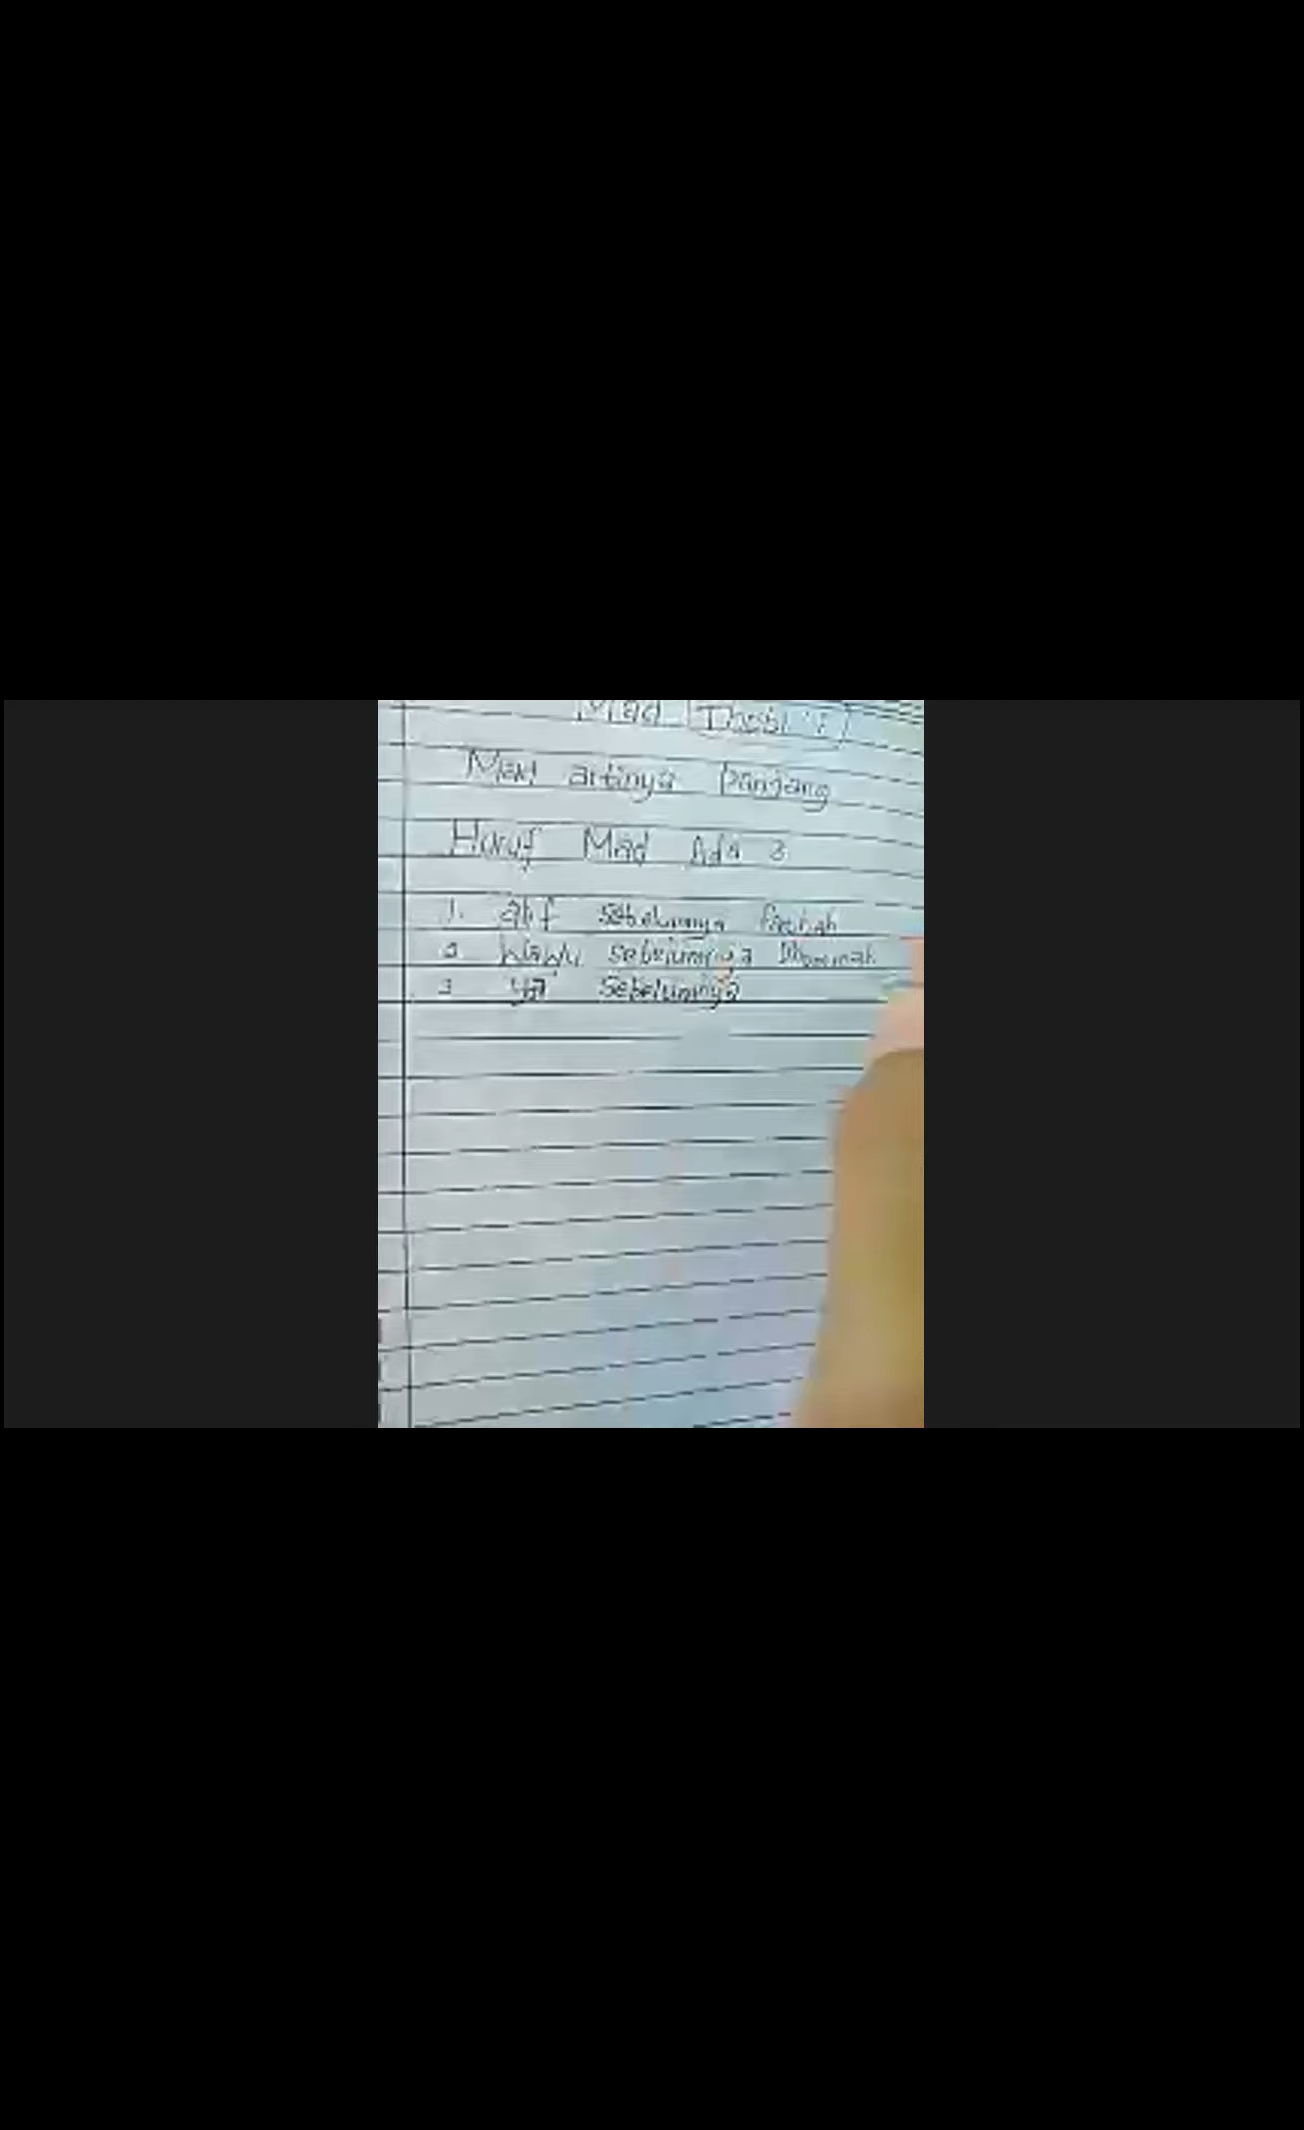 Mad Thobi'i
Mad artinya panjang
Huruf Mad Ada 3
1. alif sebelumnya fathah
2 wawu sebelumnya Dhommah
3 ya' sebelumnya